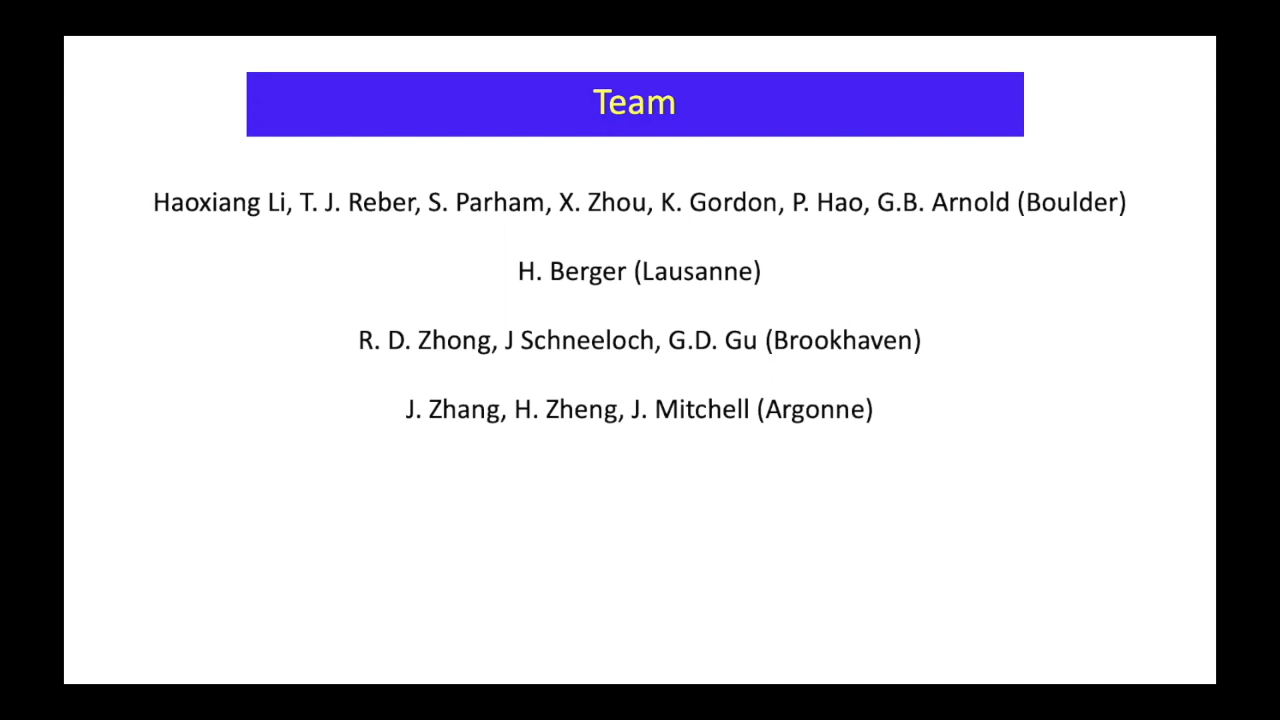 Team
Haoxiang Li, T. J. Reber, S. Parham, X. Zhou, K. Gordon, P. Hao, G.B. Arnold (Boulder)
H. Berger (Lausanne)
R. D. Zhong, J Schneeloch, G.D. Gu (Brookhaven)
J. Zhang, H. Zheng, J. Mitchell (Argonne)